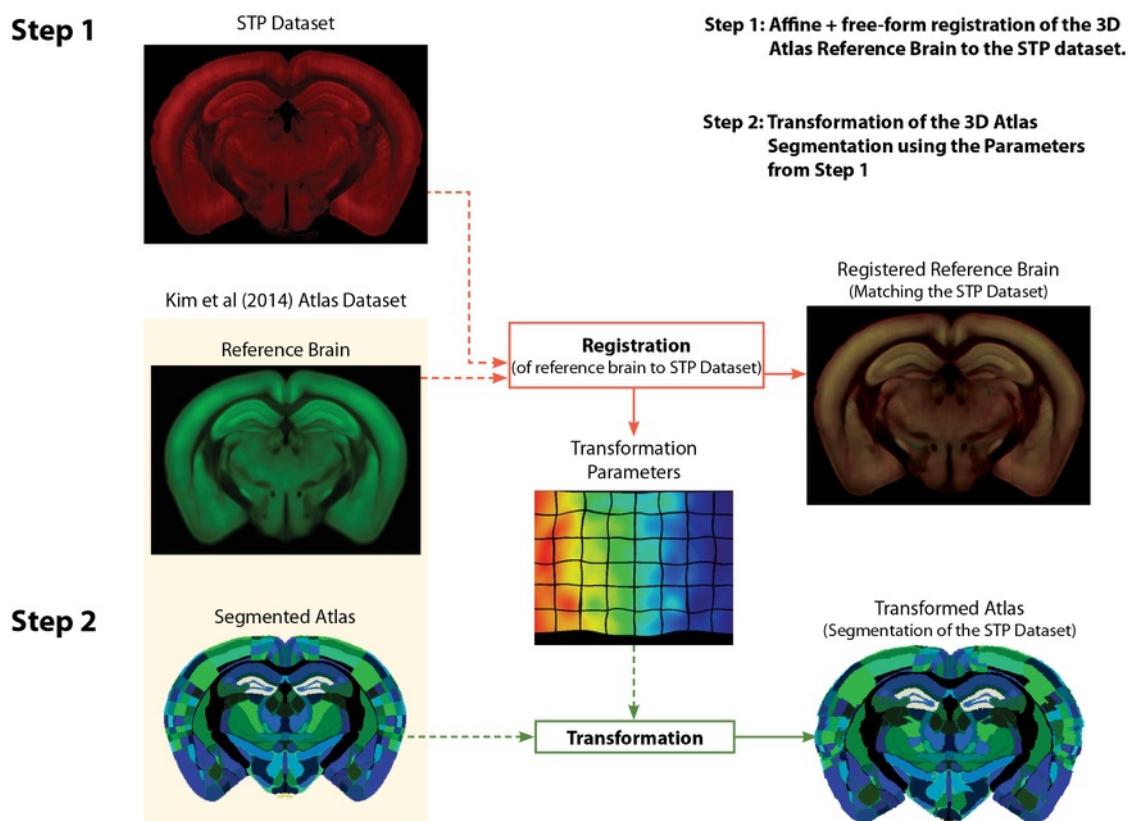 Step 1
STP Dataset
Step 1: Affine + free-form registration of the 3D
Atlas Reference Brain to the STP dataset.
Step 2: Transformation of the 3D Atlas
Segmentation using the Parameters
from Step 1
Kim et al (2014) Atlas Dataset
Reference Brain
Registration
(of reference brain to STP Dataset)
Registered Reference Brain
(Matching the STP Dataset)
Transformation
Parameters
Step 2
Segmented Atlas
Transformation
Transformed Atlas
(Segmentation of the STP Dataset)